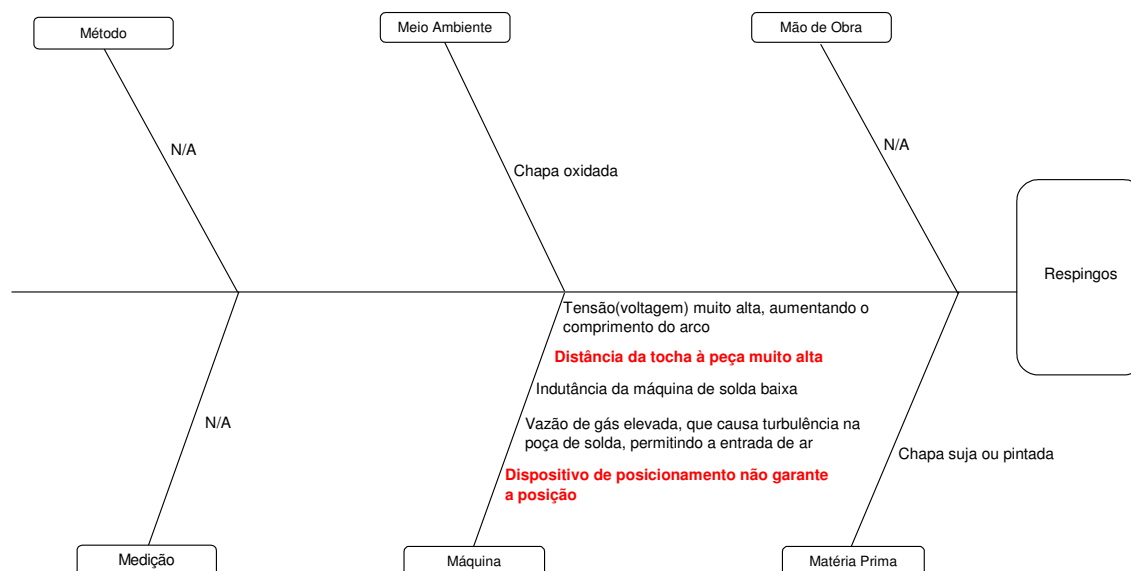 Método
Meio Ambiente
Mão de Obra
N/A
Chapa oxidada
N/A
Respingos
Tensão(voltagem) muito alta, aumentando o
comprimento do arco
Distância da tocha à peça muito alta
Indutância da máquina de solda baixa
N/A
Vazão de gás elevada, que causa turbulência na
poça de solda, permitindo a entrada de ar
Chapa suja ou pintada
Dispositivo de posicionamento não garante
a posição
Medição
Máquina
Matéria Prima